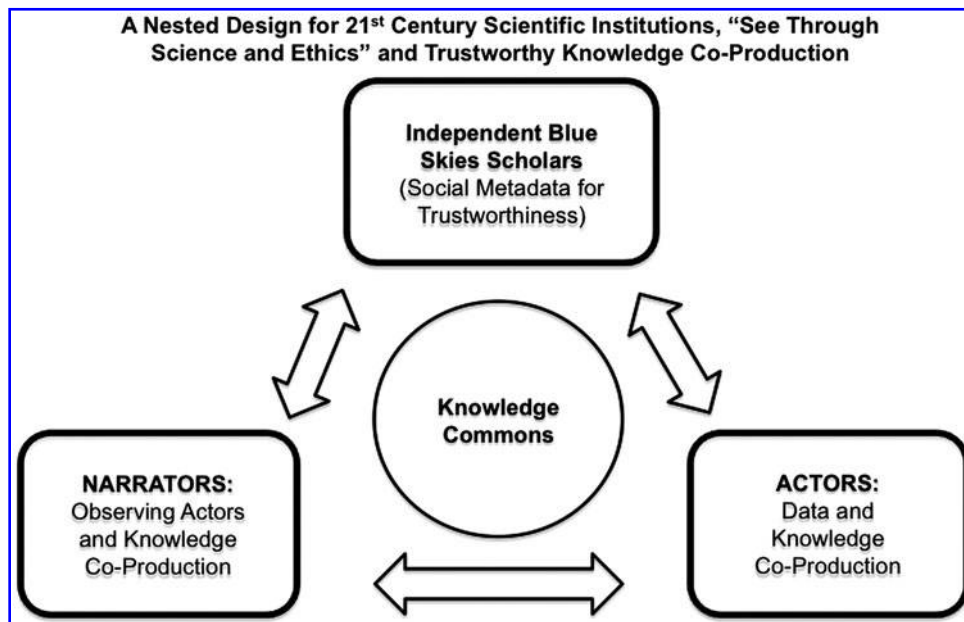 A Nested Design for 21st Century Scientific Institutions, “See Through
Science and Ethics” and Trustworthy Knowledge Co-Production
Independent Blue
Skies Scholars
(Social Metadata for
Trustworthiness)
Knowledge
Commons
NARRATORS:
Observing Actors
and Knowledge
Co-Production
ACTORS:
Data and
Knowledge
Co-Production